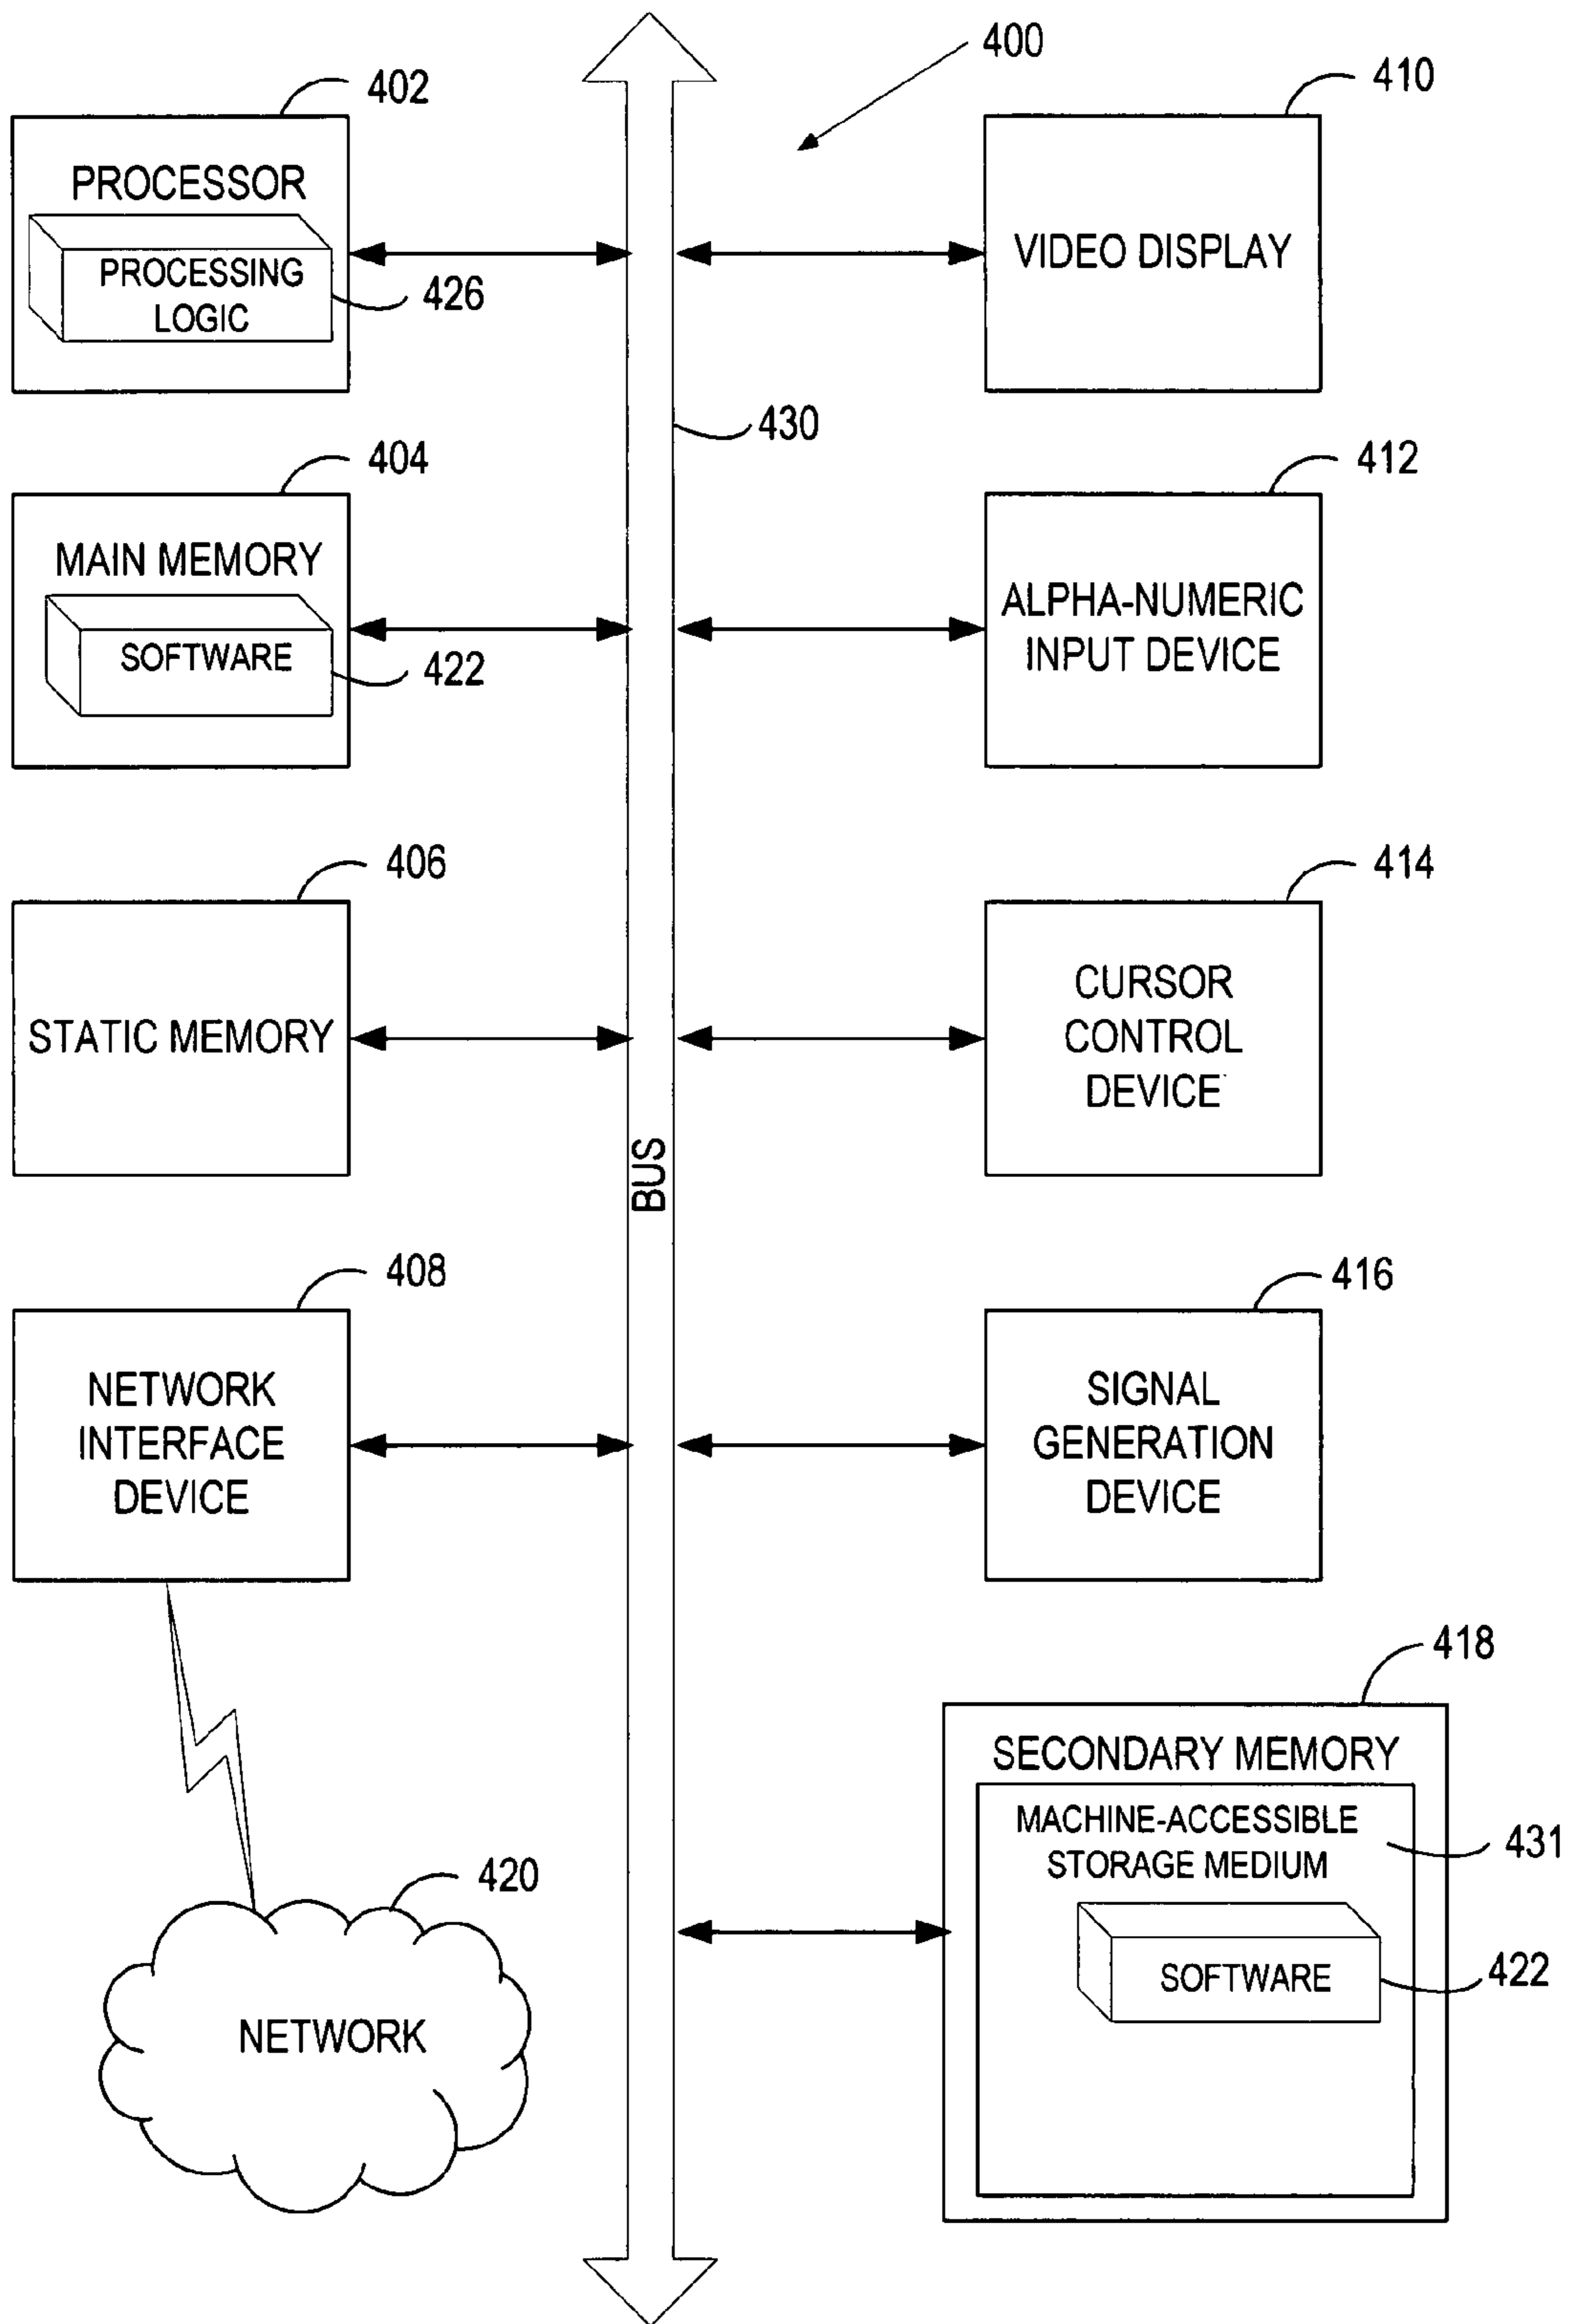 400
402
PROCESSOR
PROCESSING
LOGIC
426
410
VIDEO DISPLAY
430
404
MAIN MEMORY
SOFTWARE
422
412
ALPHA-NUMERIC
INPUT DEVICE
406
STATIC MEMORY
414
CURSOR
CONTROL
DEVICE
BUS
408
NETWORK
INTERFACE
DEVICE
416
SIGNAL
GENERATION
DEVICE
418
SECONDARY MEMORY
MACHINE-ACCESSIBLE
STORAGE MEDIUM
431
SOFTWARE
422
420
NETWORK